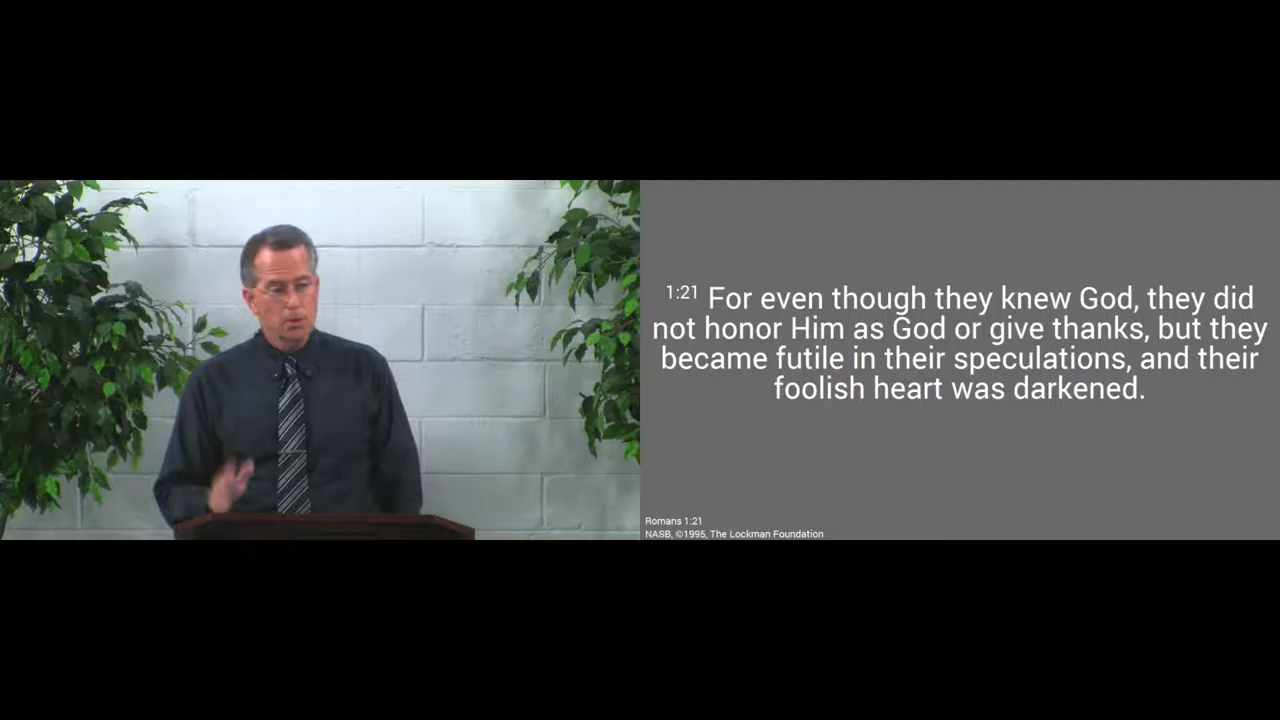 1:21 For even though they knew God, they did
not honor Him as God or give thanks, but they
became futile in their speculations, and their
foolish heart was darkened.
Romans 1:21
NASB, ©1995, The Lockman Foundation